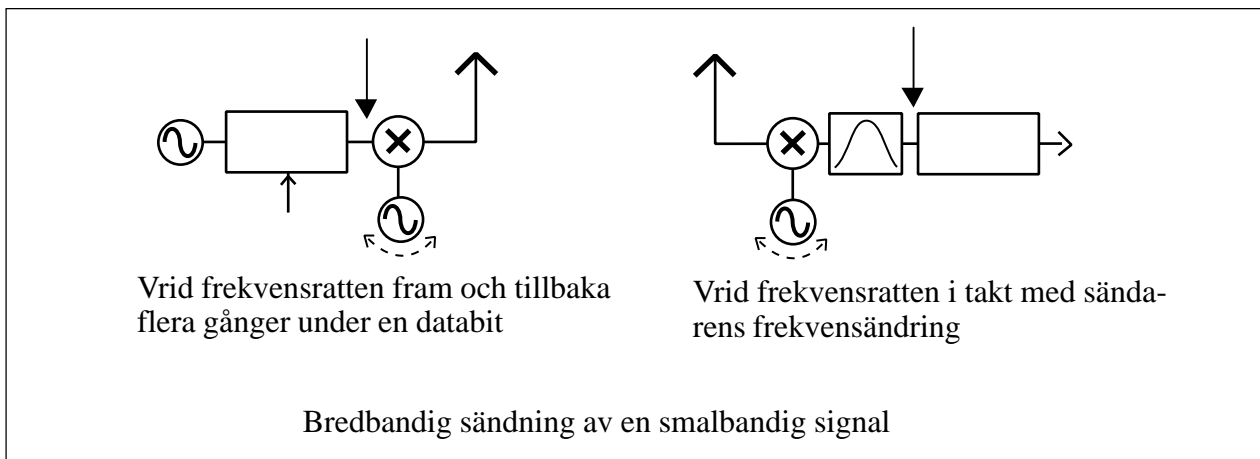 Vrid frekvensratten fram och tillbaka
flera gånger under en databit
Vrid frekvensratten i takt med sända-
rens frekvensändring
Bredbandig sändning av en smalbandig signal